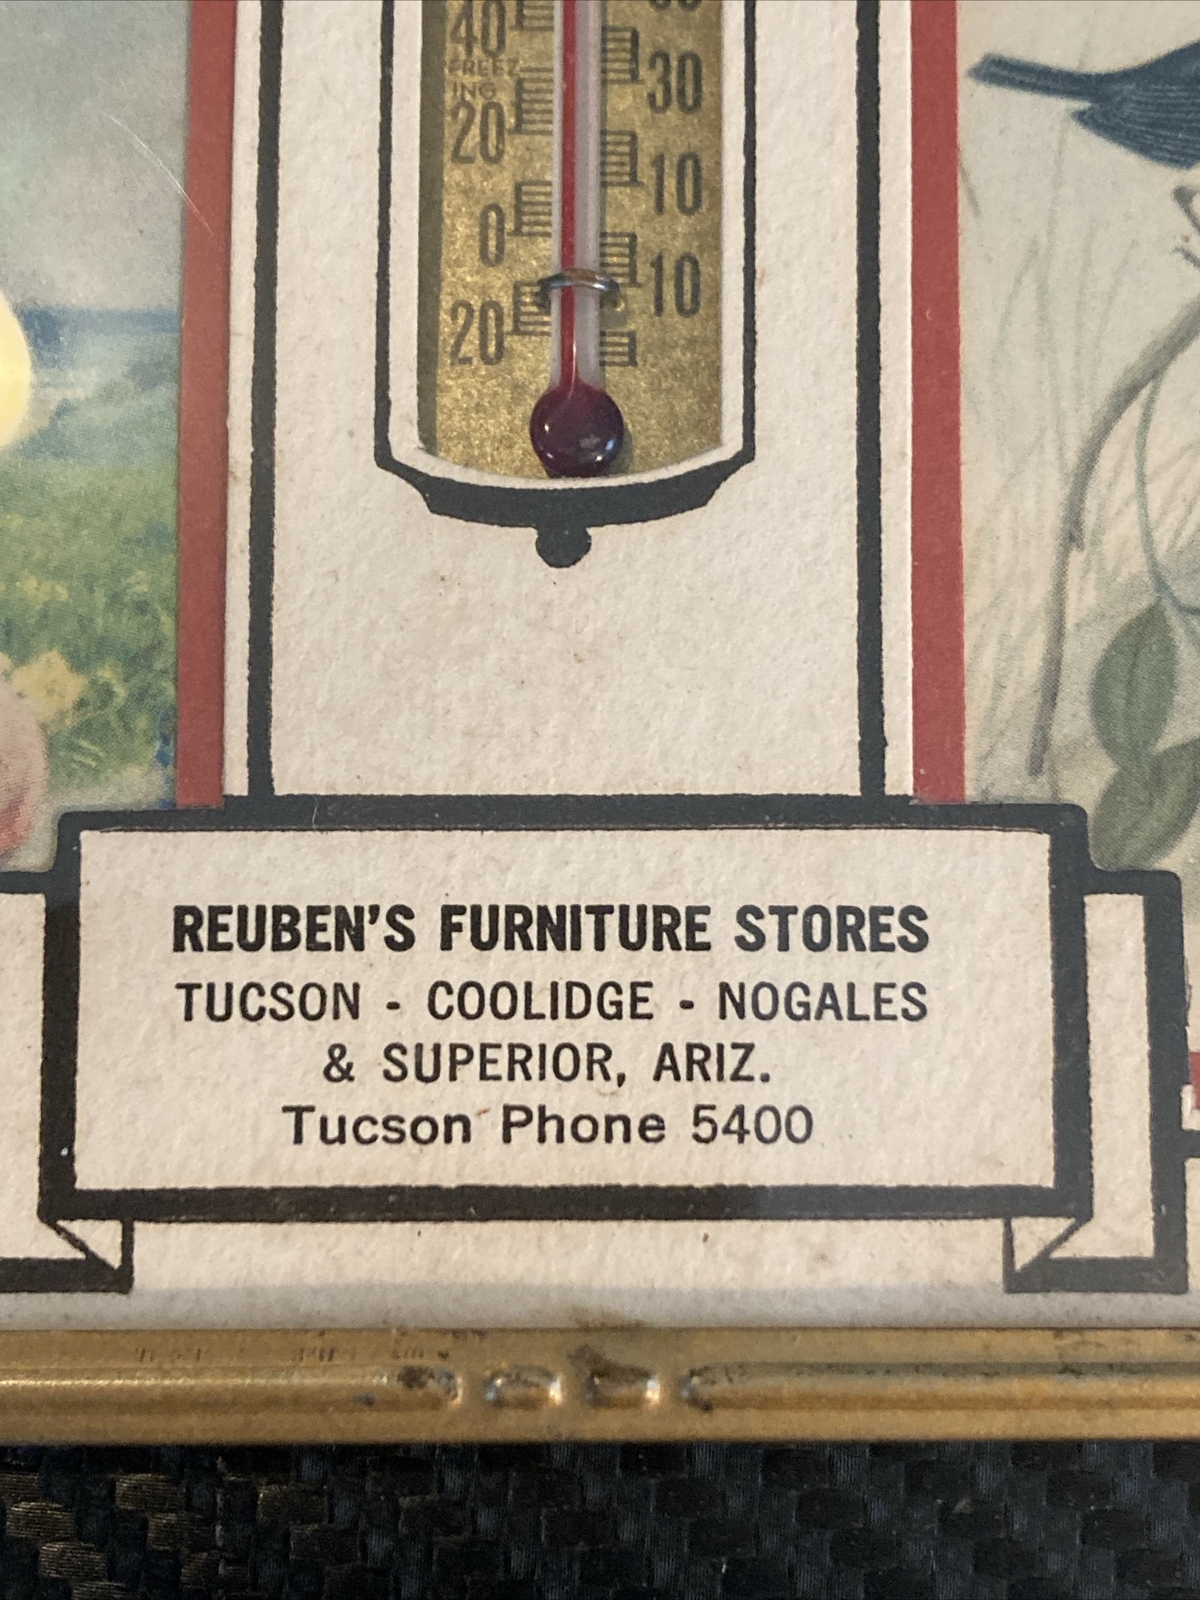 40 30
FREEZ
ING
20 10
0 10
20
REUBEN'S FURNITURE STORES
TUCSON - COOLIDGE - NOGALES
& SUPERIOR, ARIZ.
Tucson Phone 5400